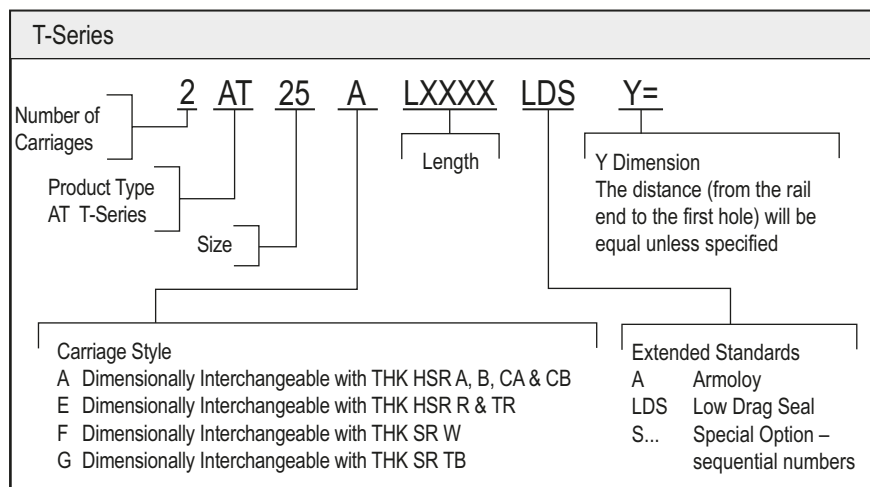 T-Series
2 AT 25 A LXXXX LDS Y=
Number of
Carriages
Product Type
AT T-Series
Size
Length
Y Dimension
The distance (from the rail
end to the first hole) will be
equal unless specified
Carriage Style
A Dimensionally Interchangeable with THK HSR A, B, CA & CB
E Dimensionally Interchangeable with THK HSR R & TR
F Dimensionally Interchangeable with THK SR W
G Dimensionally Interchangeable with THK SR TB
Extended Standards
A Armoloy
LDS Low Drag Seal
S... Special Option –
sequential numbers